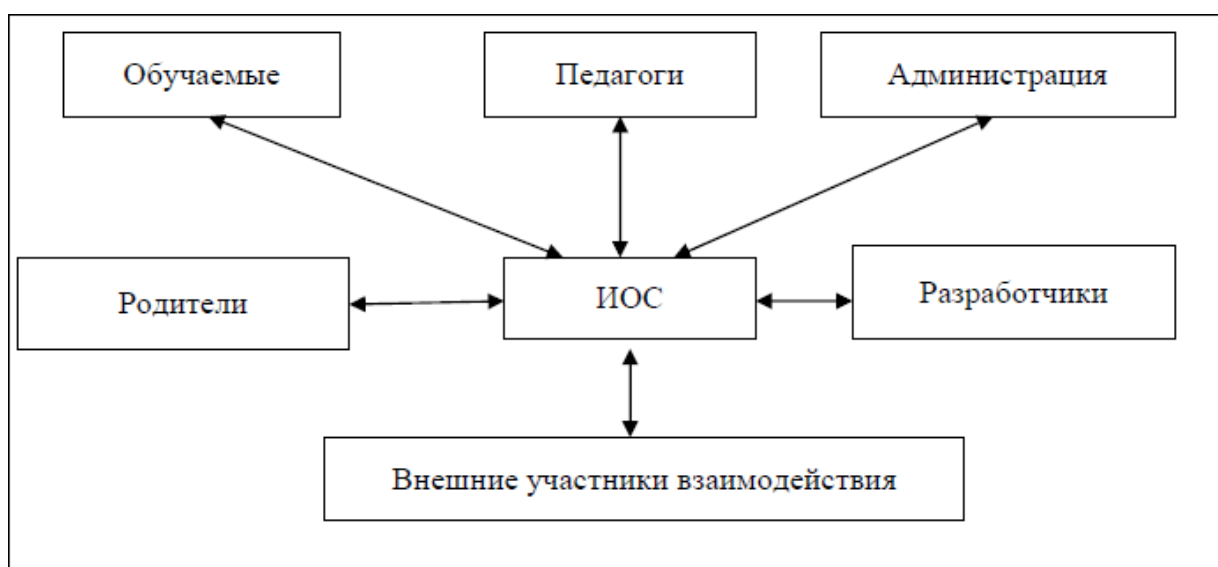 Обучаемые
Педагоги
Администрация
Родители
ИОС
Разработчики
Внешние участники взаимодействия